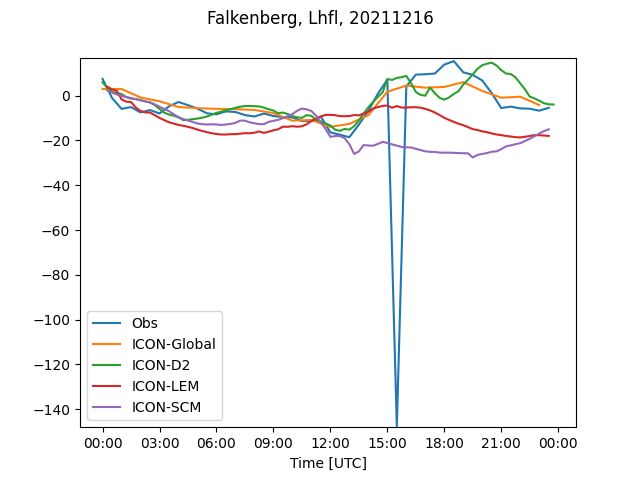 Falkenberg, Lhfl, 20211216
0
−20
−40
−60
−80
−100
−120
−140
Obs
ICON-Global
ICON-D2
ICON-LEM
ICON-SCM
00:00 03:00 06:00 09:00 12:00 15:00 18:00 21:00 00:00
Time [UTC]